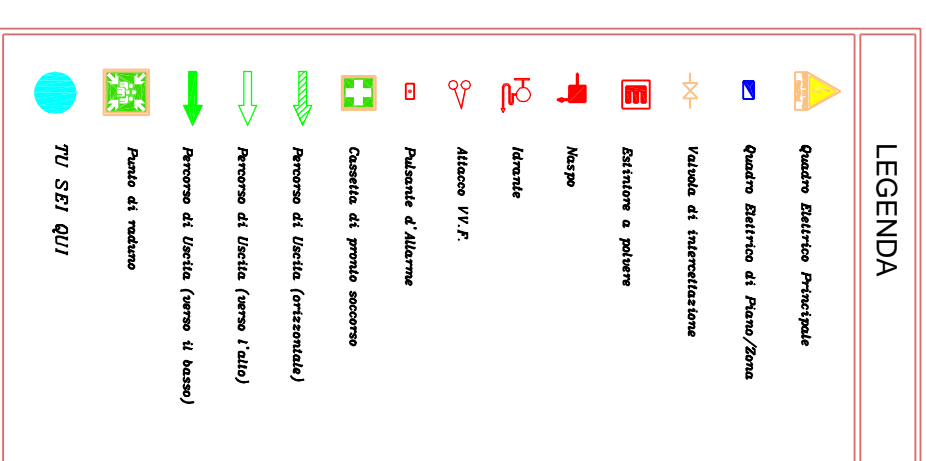 LEGENDA
Quadro Elettrico Principale
Quadro Elettrico di Piano/Zona
Valvola di intercettazione
Estintore a polvere
Naspo
Idrante
Attacco VV.F.
Pulsante d'Allarme
Cassetta di pronto soccorso
Percorso di Uscita (orizzontale)
Percorso di Uscita (verso l'alto)
Percorso di Uscita (verso il basso)
Punto di raduno
TU SEI QUI